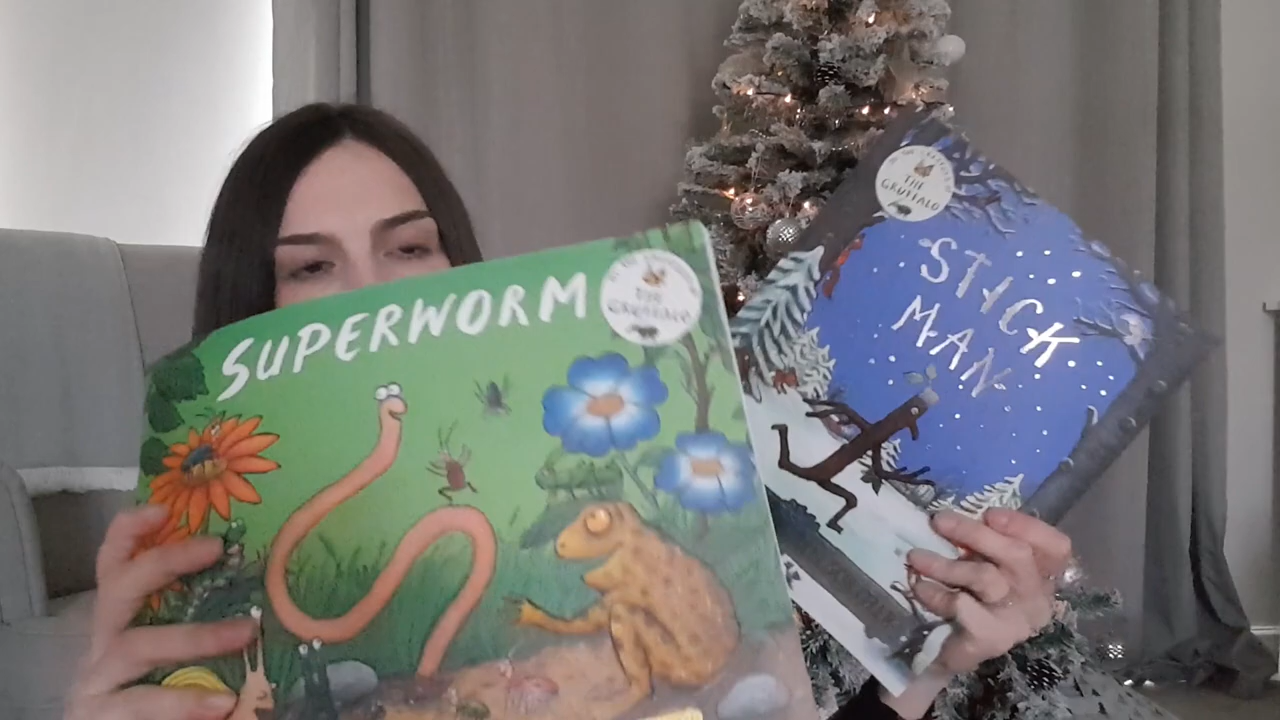 SUPERWORM
THE
GRUFFALO
THE
GRUFFALO
STICK
MAN